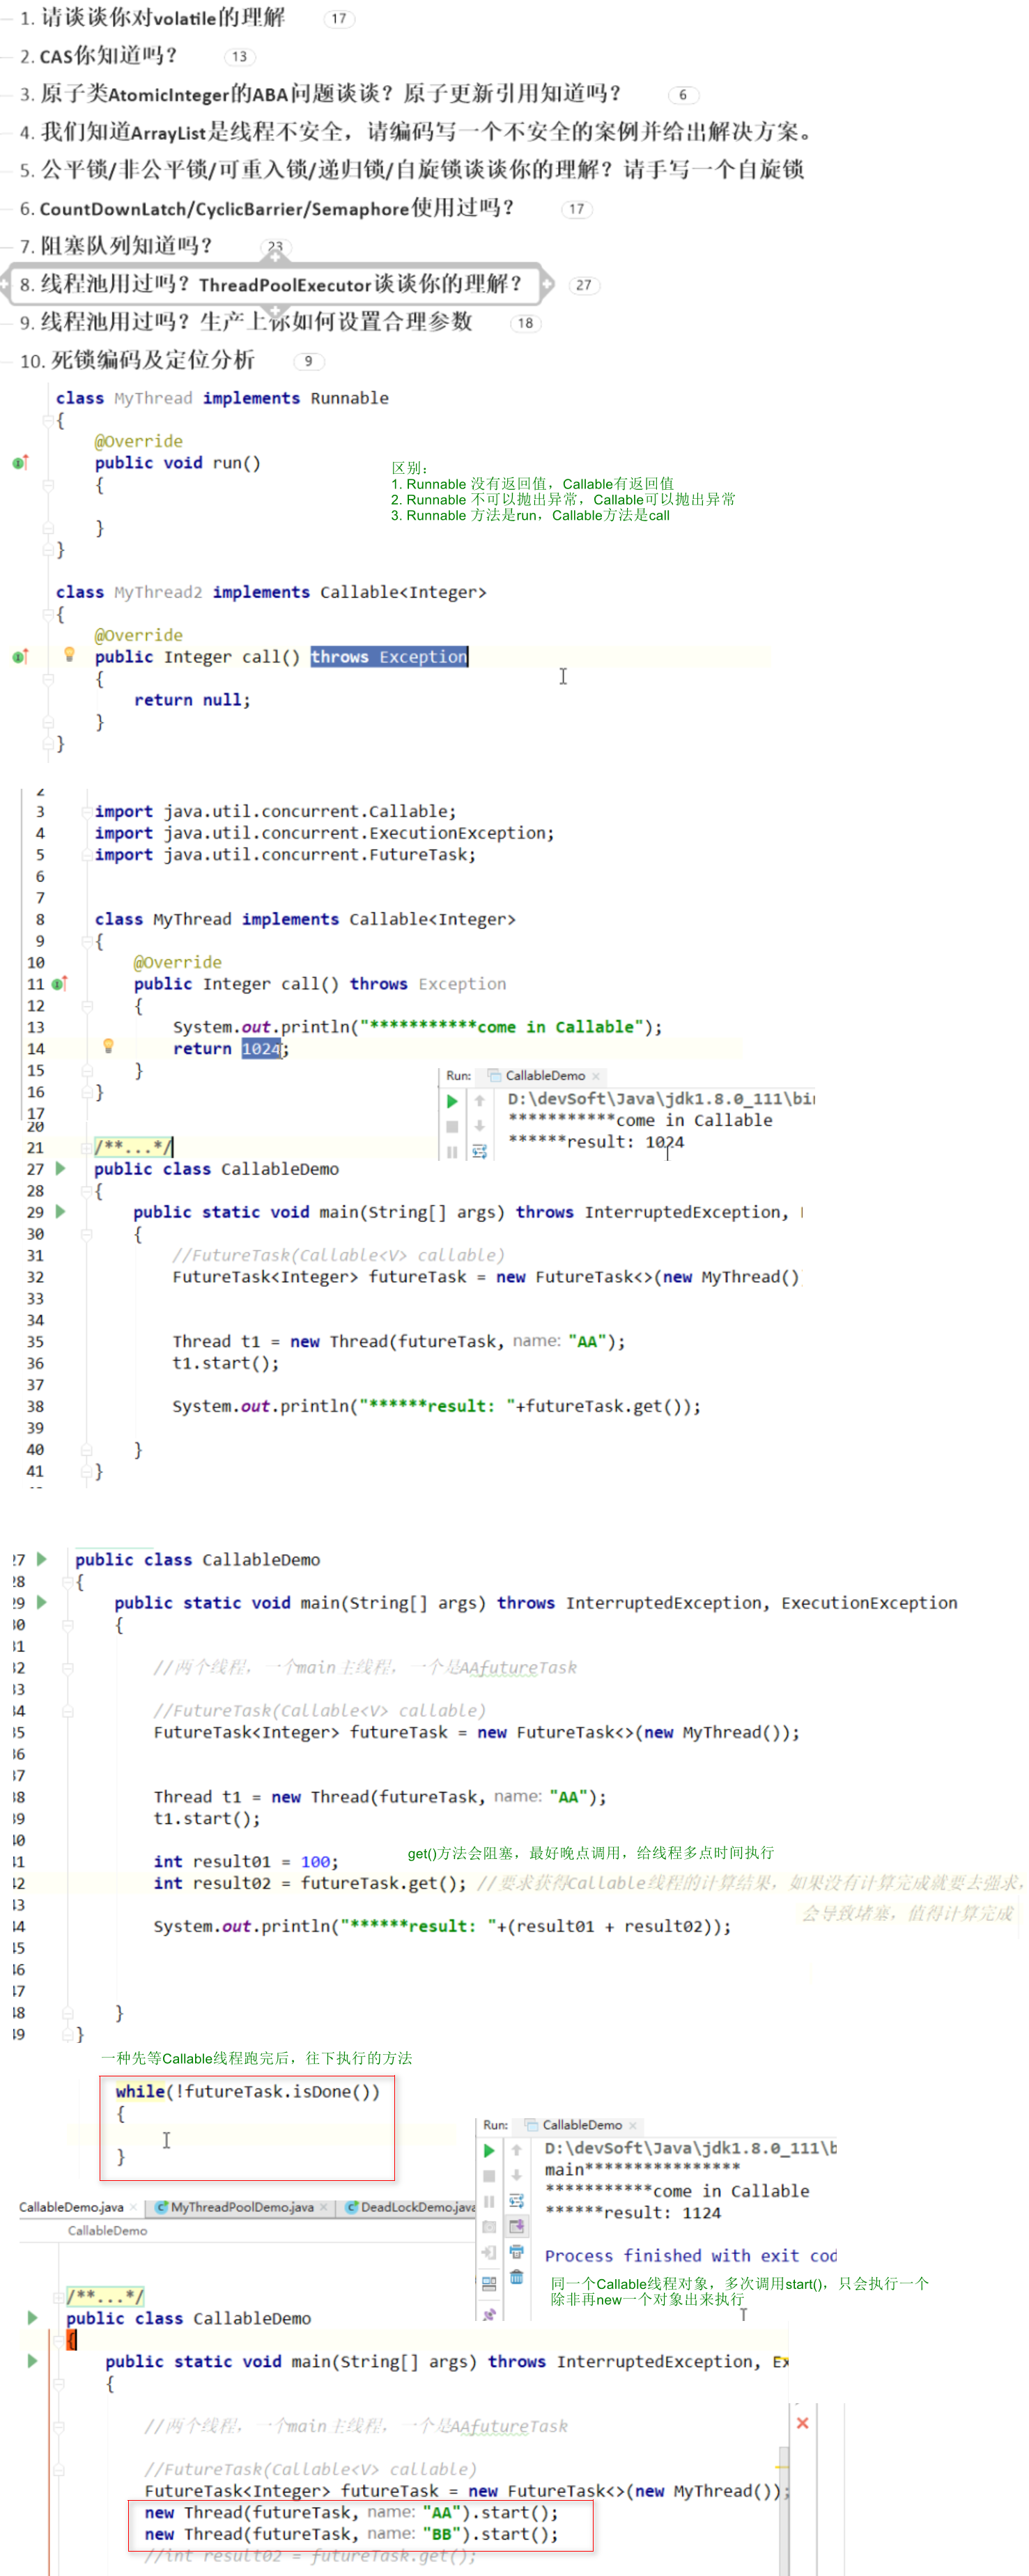 1. 请谈谈你对volatile的理解 17
2. CAS你知道吗？ 13
3. 原子类AtomicInteger的ABA问题谈谈？原子更新引用知道吗？ 6
4. 我们知道ArrayList是线程不安全，请编码写一个不安全的案例并给出解决方案。
5. 公平锁/非公平锁/可重入锁/递归锁/自旋锁谈谈你的理解？请手写一个自旋锁
6. CountDownLatch/CyclicBarrier/Semaphore使用过吗？ 17
7. 阻塞队列知道吗？ 23
8. 线程池用过吗？ThreadPoolExecutor谈谈你的理解？ 27
9. 线程池用过吗？生产上你如何设置合理参数 18
10. 死锁编码及定位分析 9
class MyThread implements Runnable
{
@Override
public void run()
{
}
}
区别：
1. Runnable 没有返回值，Callable有返回值
2. Runnable 不可以抛出异常，Callable可以抛出异常
3. Runnable 方法是run，Callable方法是call
class MyThread2 implements Callable<Integer>
{
@Override
public Integer call() throws Exception
{
return null;
}
}
2
3 import java.util.concurrent.Callable;
4 import java.util.concurrent.ExecutionException;
5 import java.util.concurrent.FutureTask;
6
7
8 class MyThread implements Callable<Integer>
9 {
10 @Override
11 public Integer call() throws Exception
12 {
13 System.out.println("***********come in Callable");
14 return 1024;
15 }
16 }
17
Run: CallableDemo
D:\devSoft\Java\jdk1.8.0_111\bin
***********come in Callable
******result: 1024
20
21 /**...*/
27 public class CallableDemo
28 {
29 public static void main(String[] args) throws InterruptedException,
30 {
31 //FutureTask(Callable<V> callable)
32 FutureTask<Integer> futureTask = new FutureTask<>(new MyThread()
33
34
35 Thread t1 = new Thread(futureTask, name: "AA");
36 t1.start();
37
38 System.out.println("******result: "+futureTask.get());
39
40 }
41 }
27 public class CallableDemo
28 {
29 public static void main(String[] args) throws InterruptedException, ExecutionException
30 {
31
32 //两个线程，一个main主线程，一个是AAfutureTask
33
34 //FutureTask(Callable<V> callable)
35 FutureTask<Integer> futureTask = new FutureTask<>(new MyThread());
36
37
38 Thread t1 = new Thread(futureTask, name: "AA");
39 t1.start();
40
41 int result01 = 100;
get()方法会阻塞，最好晚点调用，给线程多点时间执行
42 int result02 = futureTask.get(); //要求获得Callable线程的计算结果，如果没有计算完成就要去强求，
43 会导致堵塞，值得计算完成
44 System.out.println("******result: "+(result01 + result02));
45
46
47
48 }
49 }
一种先等Callable线程跑完后，往下执行的方法
while(!futureTask.isDone())
{
}
Run: CallableDemo
D:\devSoft\Java\jdk1.8.0_111\b
main****************
***********come in Callable
******result: 1124
Process finished with exit cod
同一个Callable线程对象，多次调用start()，只会执行一个
除非再new一个对象出来执行
CallableDemo.java MyThreadPoolDemo.java DeadLockDemo.java
CallableDemo
/**...*/
public class CallableDemo
{
public static void main(String[] args) throws InterruptedException, Ex
{
//两个线程，一个main主线程，一个是AAfutureTask
//FutureTask(Callable<V> callable)
FutureTask<Integer> futureTask = new FutureTask<>(new MyThread());
new Thread(futureTask, name: "AA").start();
new Thread(futureTask, name: "BB").start();
//int result02 = futureTask.get();